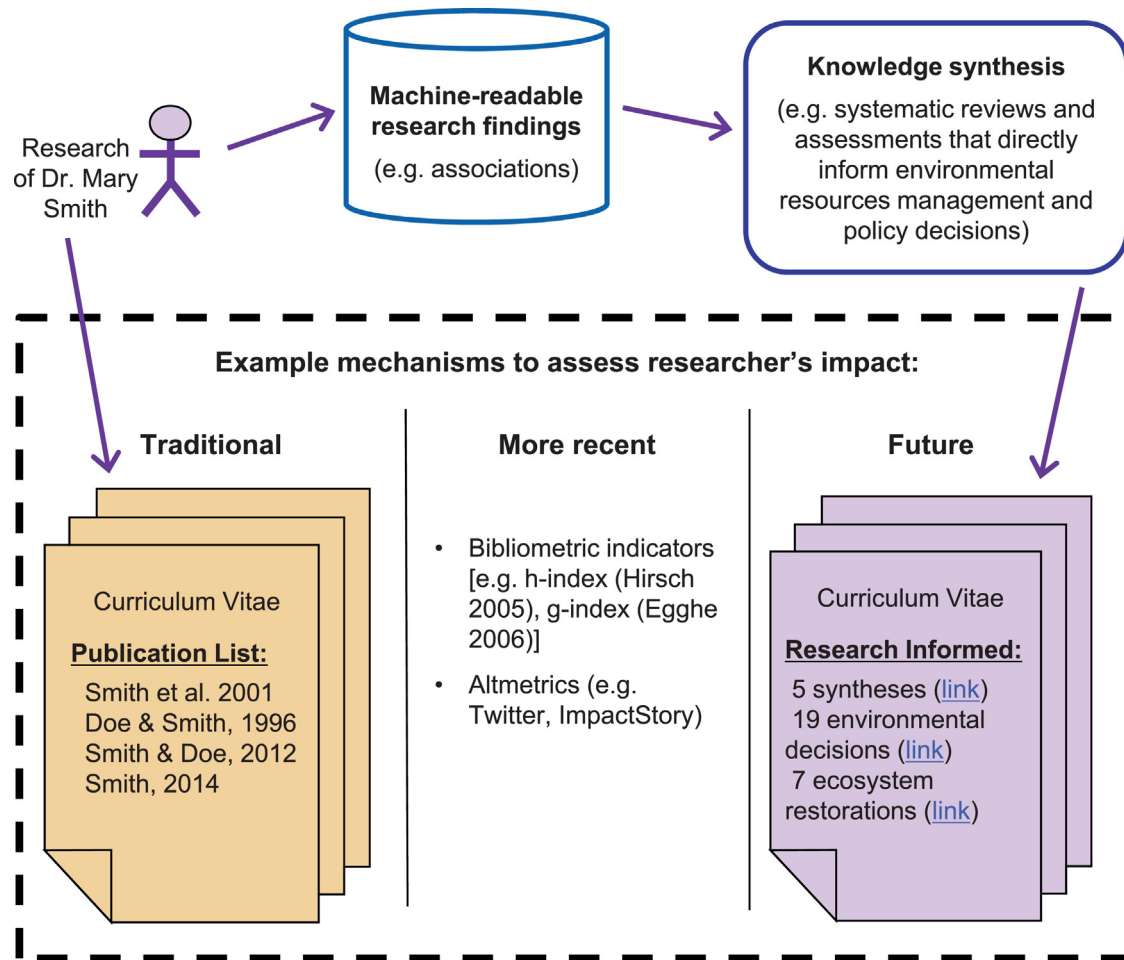 Research
of Dr. Mary
Smith
Machine-readable
research findings
(e.g. associations)
Knowledge synthesis
(e.g. systematic reviews and
assessments that directly
inform environmental
resources management and
policy decisions)
Example mechanisms to assess researcher’s impact:
Traditional
Curriculum Vitae
Publication List:
Smith et al. 2001
Doe & Smith, 1996
Smith & Doe, 2012
Smith, 2014
More recent
• Bibliometric indicators
[e.g. h-index (Hirsch
2005), g-index (Egghe
2006)]
• Altmetrics (e.g.
Twitter, ImpactStory)
Future
Curriculum Vitae
Research Informed:
5 syntheses (link)
19 environmental
decisions (link)
7 ecosystem
restorations (link)